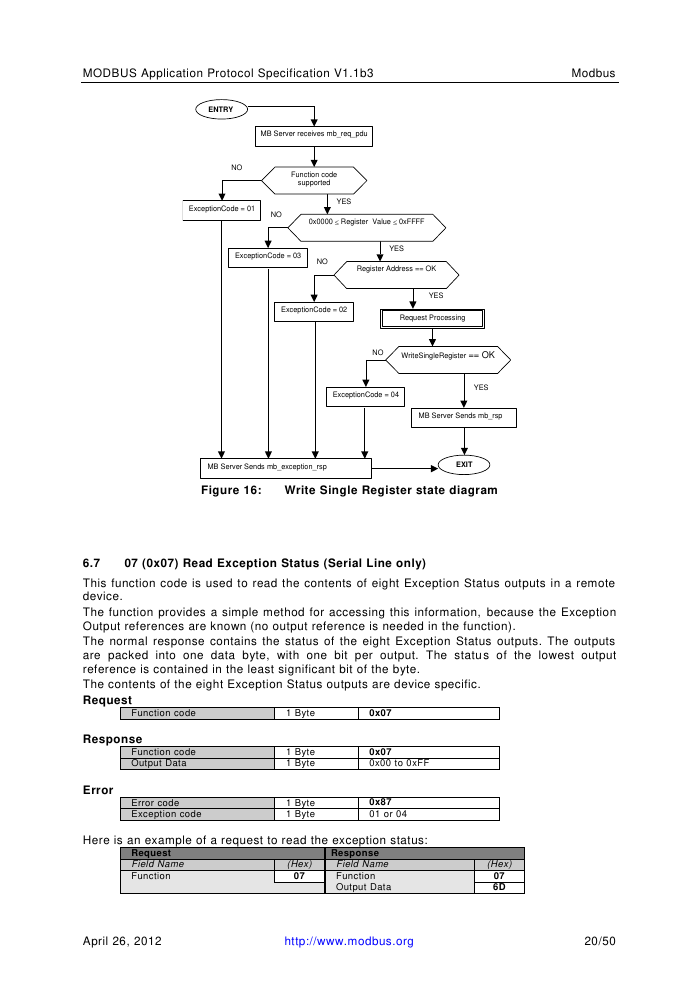 MODBUS Application Protocol Specification V1.1b3 Modbus
ENTRY
MB Server receives mb_req_pdu
NO
Function code
supported
YES
ExceptionCode = 01
NO
0x0000 ≤ Register Value ≤ 0xFFFF
YES
ExceptionCode = 03
NO
Register Address == OK
YES
ExceptionCode = 02
Request Processing
NO
WriteSingleRegister == OK
YES
ExceptionCode = 04
MB Server Sends mb_rsp
MB Server Sends mb_exception_rsp
EXIT
Figure 16: Write Single Register state diagram
6.7 07 (0x07) Read Exception Status (Serial Line only)
This function code is used to read the contents of eight Exception Status outputs in a remote
device.
The function provides a simple method for accessing this information, because the Exception
Output references are known (no output reference is needed in the function).
The normal response contains the status of the eight Exception Status outputs. The outputs
are packed into one data byte, with one bit per output. The status of the lowest output
reference is contained in the least significant bit of the byte.
The contents of the eight Exception Status outputs are device specific.
Request
Function code 1 Byte 0x07
Response
Function code 1 Byte 0x07
Output Data 1 Byte 0x00 to 0xFF
Error
Error code 1 Byte 0x87
Exception code 1 Byte 01 or 04
Here is an example of a request to read the exception status:
Request Response
Field Name (Hex) Field Name (Hex)
Function 07 Function 07
Output Data 6D
April 26, 2012 http://www.modbus.org 20/50